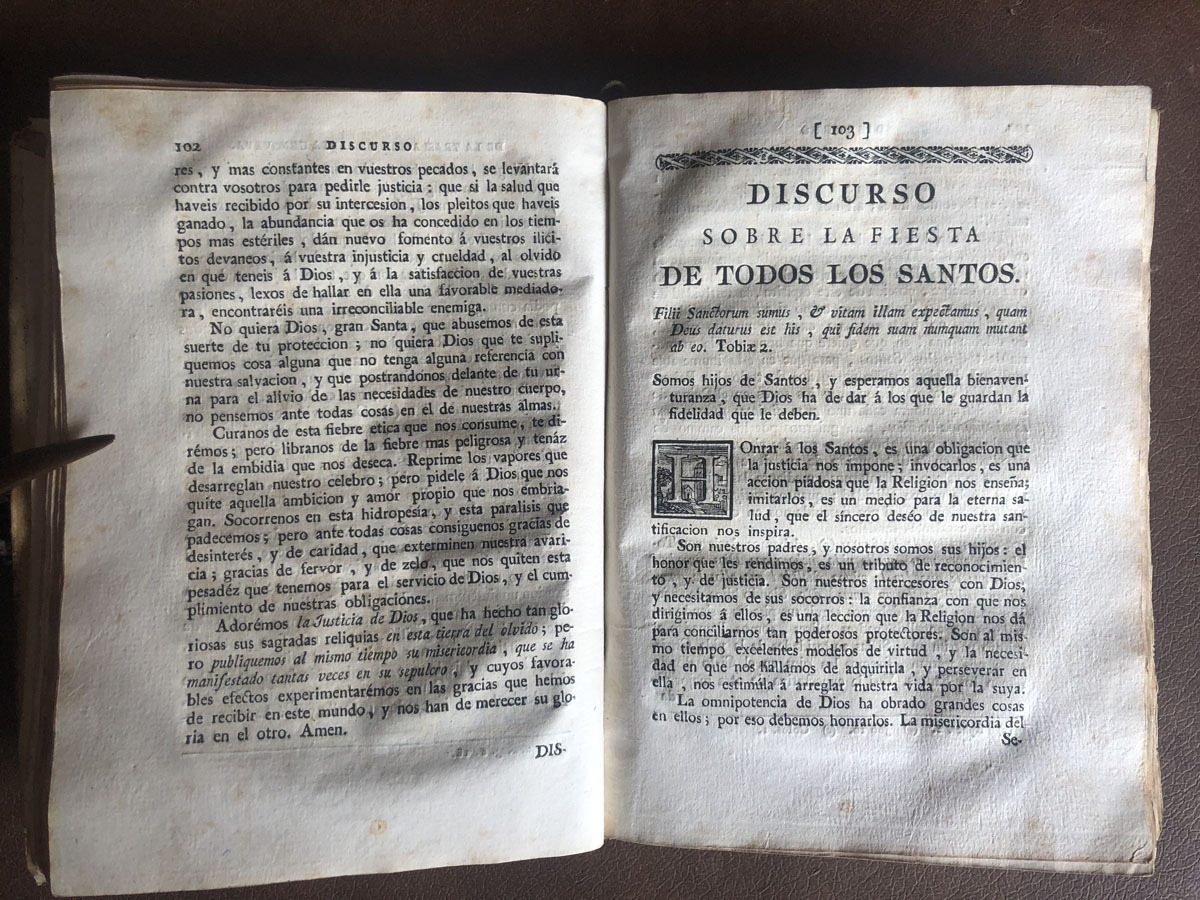 102 DISCURSO
res, y mas constantes en vuestros pecados, se levantará
contra vosotros para pedirle justicia: que si la salud que
haveis recibido por su intercesion, los pleitos que haveis
ganado, la abundancia que os ha concedido en los tiem-
pos mas estériles, dán nuevo fomento á vuestros ilici-
tos devaneos, á vuestra injusticia y crueldad, al olvido
en qué teneis á Dios, y á la satisfaccion de vuestras
pasiones, lexos de hallar en ella una favorable mediado-
ra, encontraréis una irreconciliable enemiga.
No quiera Dios, gran Santa, que abusemos de esta
suerte de tu proteccion; no quiera Dios que te supli-
quemos cosa alguna que no tenga alguna referencia con
nuestra salvacion, y que postrandonos delante de tu ur-
na para el alivio de las necesidades de nuestro cuerpo,
no pensemos ante todas cosas en el de nuestras almas.
Curanos de esta fiebre etica que nos consume, te di-
rémos; pero libranos de la fiebre mas peligrosa y tenáz
de la embidia que nos deseca. Reprime los vapores que
desarreglan nuestro celebro; pero pidele á Dios que nos
quite aquella ambicion y amor propio que nos embria-
gan. Socorrenos en esta hidropesía, y esta paralisis que
padecemos; pero ante todas cosas consiguenos gracias de
desinterés, y de caridad, que exterminen nuestra avari-
cia; gracias de fervor, y de zelo, que nos quiten esta
pesadéz que tenemos para el servicio de Dios, y el cum-
plimiento de nuestras obligaciónes.
Adorémos la Justicia de Dios, que ha hecho tan glo-
riosas sus sagradas reliquias en esta tierra del olvido; pe-
ro publiquemos al mismo tiempo su misericordia, que se ha
manifestado tantas veces en su sepulcro, y cuyos favora-
bles efectos experimentarémos en las gracias que hemos
de recibir en este mundo, y nos han de merecer su glo-
ria en el otro. Amen.
DIS-
[ 103 ]
DISCURSO
SOBRE LA FIESTA
DE TODOS LOS SANTOS.
Filii Sanctorum sumus, & vitam illam expectamus, quam
Deus daturus est his, qui fidem suam numquam mutant
ab eo. Tobiæ 2.
Somos hijos de Santos, y esperamos aquella bienaven-
turanza, que Dios ha de dar á los que le guardan la
fidelidad que le deben.
HOnrar á los Santos, es una obligacion que
la justicia nos impone; invocarlos, es una
accion piadosa que la Religion nos enseña;
imitarlos, es un medio para la eterna sa-
lud, que el síncero deséo de nuestra san-
tificacion nos inspira.
Son nuestros padres, y nosotros somos sus hijos: el
honor que les rendimos, es un tributo de reconocimien-
to, y de justicia. Son nuestros intercesores con Dios,
y necesitamos de sus socorros: la confianza con que nos
dirigimos á ellos, es una leccion que la Religion nos dá
para conciliarnos tan poderosos protectores. Son al mis-
mo tiempo excelentes modelos de virtud, y la necesi-
dad en que nos hallamos de adquirirla, y perseverar en
ella, nos estimúla á arreglar nuestra vida por la suya.
La omnipotencia de Dios ha obrado grandes cosas
en ellos; por eso debemos honrarlos. La misericordia del
Se-